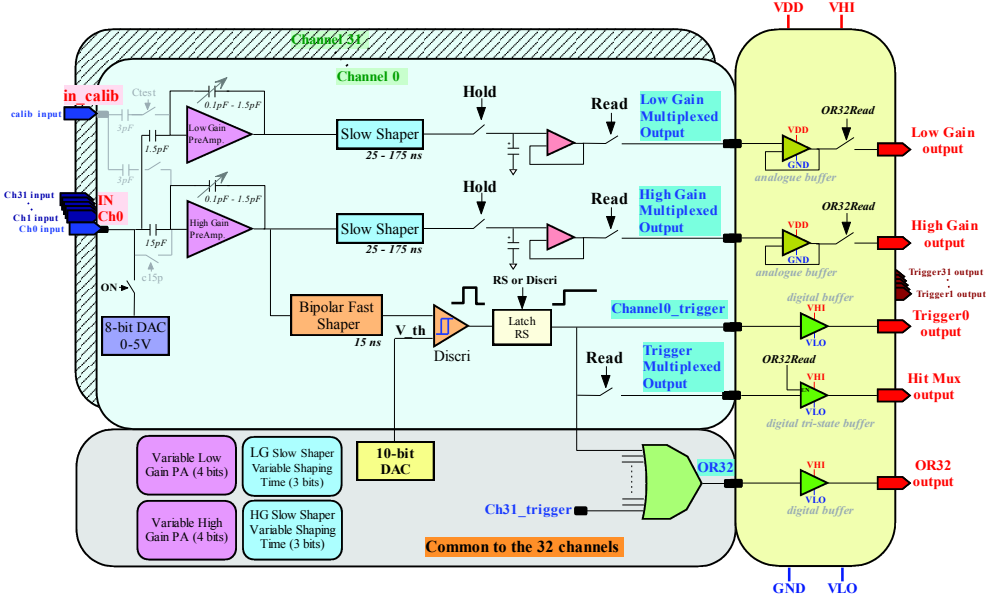 VDD
VHI
Channel 31
Channel 0
in_calib
calib input
Ctest
3pF
1.5pF
3pF
0.1pF - 1.5pF
Low Gain
PreAmp.
Slow Shaper
25 - 175 ns
Hold
Read
Low Gain
Multiplexed
Output
OR32Read
VDD
GND
analogue buffer
Low Gain
output
Ch31 input
Ch1 input
Ch0 input
IN
Ch0
15pF
c15p
0.1pF - 1.5pF
High Gain
PreAmp.
Slow Shaper
25 - 175 ns
Hold
Read
High Gain
Multiplexed
Output
OR32Read
VDD
GND
analogue buffer
High Gain
output
ON
8-bit DAC
0-5V
Bipolar Fast
Shaper
15 ns
V_th
Discri
RS or Discri
Latch
RS
Channel0_trigger
digital buffer
VHI
VLO
Trigger31 output
Trigger1 output
Trigger0
output
Read
Trigger
Multiplexed
Output
OR32Read
VHI
EN
VLO
digital tri-state buffer
Hit Mux
output
Variable Low
Gain PA (4 bits)
LG Slow Shaper
Variable Shaping
Time (3 bits)
10-bit
DAC
Variable High
Gain PA (4 bits)
HG Slow Shaper
Variable Shaping
Time (3 bits)
Ch31_trigger
OR32
VHI
VLO
digital buffer
OR32
output
Common to the 32 channels
GND
VLO